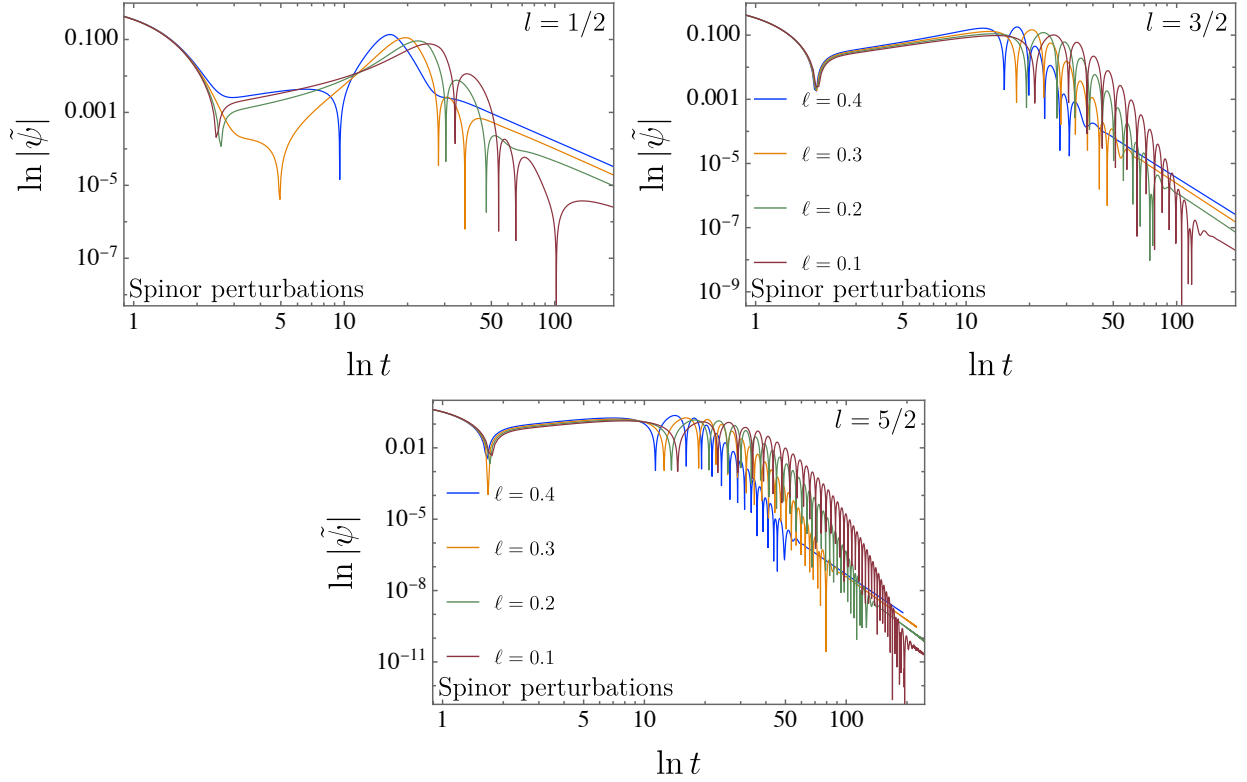 l = 1/2
0.100
0.001
10⁻⁵
10⁻⁷
ln |ψ̃|
Spinor perturbations
1 5 10 50 100
ln t
l = 3/2
0.100
0.001
10⁻⁵
10⁻⁷
10⁻⁹
ln |ψ̃|
ℓ = 0.4
ℓ = 0.3
ℓ = 0.2
ℓ = 0.1
Spinor perturbations
1 5 10 50 100
ln t
l = 5/2
0.01
10⁻⁵
10⁻⁸
10⁻¹¹
ln |ψ̃|
ℓ = 0.4
ℓ = 0.3
ℓ = 0.2
ℓ = 0.1
Spinor perturbations
1 5 10 50 100
ln t